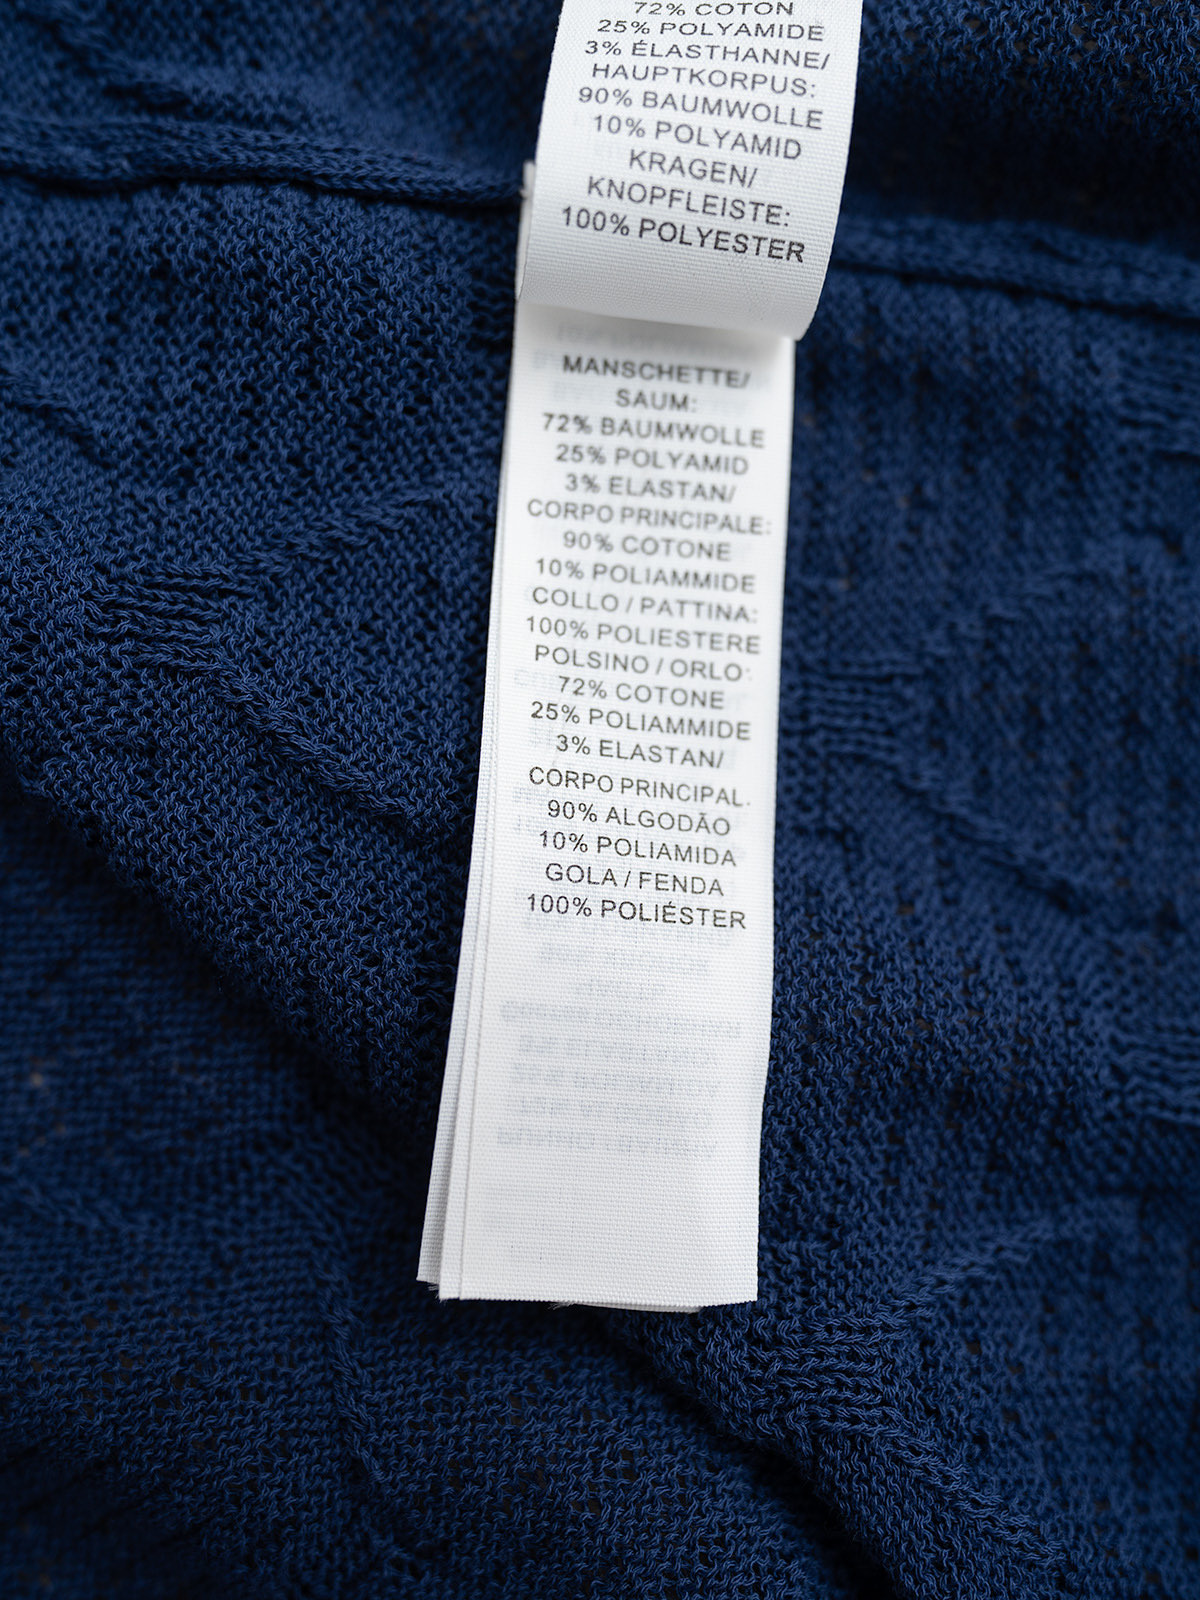 72% COTON
25% POLYAMIDE
3% ÉLASTHANNE/
HAUPTKORPUS:
90% BAUMWOLLE
10% POLYAMID
KRAGEN/
KNOPFLEISTE:
100% POLYESTER
MANSCHETTE/
SAUM:
72% BAUMWOLLE
25% POLYAMID
3% ELASTAN/
CORPO PRINCIPALE:
90% COTONE
10% POLIAMMIDE
COLLO / PATTINA:
100% POLIESTERE
POLSINO / ORLO:
72% COTONE
25% POLIAMMIDE
3% ELASTAN/
CORPO PRINCIPAL.
90% ALGODÃO
10% POLIAMIDA
GOLA / FENDA
100% POLIÉSTER